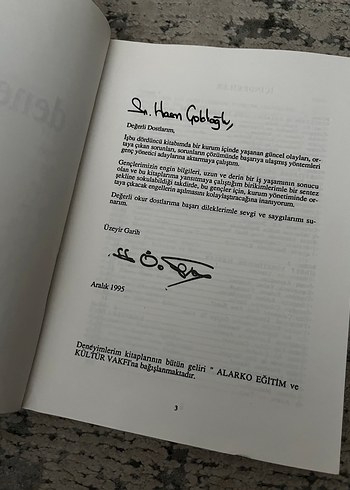 Sn. Hasan Çobloğlu,
Değerli Dostlarım,
İşbu dördüncü kitabımda bir kurum içinde yaşanan güncel olayları, or-
taya çıkan sorunları, sorunların çözümünde başarıya ulaşmış yöntemleri
genç yönetici adaylarına aktarmaya çalıştım.
Gençlerimizin engin bilgileri, uzun ve derin bir iş yaşamının sonucu
olan ve bu kitaplarıma yansıtmaya çalıştığım birikimlerimle bir sentez
şekline sokulabildiği takdirde, bu gençler için, kurum yönetiminde or-
taya çıkacak engellerin aşılmasını kolaylaştıracağına inanıyorum.
Değerli okur dostlarıma başarı dileklerimle sevgi ve saygılarımı su-
narım.
Üzeyir Garih
Aralık 1995
Deneyimlerim kitaplarının bütün geliri " ALARKO EĞİTİM ve
KÜLTÜR VAKFI'na bağışlanmaktadır.
3